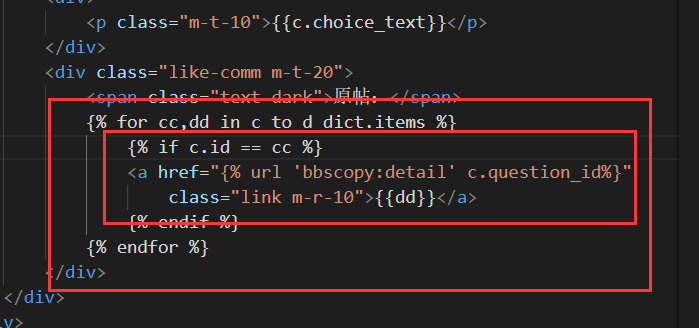 <div>
<p class="m-t-10">{{c.choice_text}}</p>
</div>
<div class="like-comm m-t-20">
<span class="text-dark">原帖：</span>
{% for cc,dd in c_to_d_dict.items %}
{% if c.id == cc %}
<a href="{% url 'bbscopy:detail' c.question_id%}"
class="link m-r-10">{{dd}}</a>
{% endif %}
{% endfor %}
</div>
</div>
v>